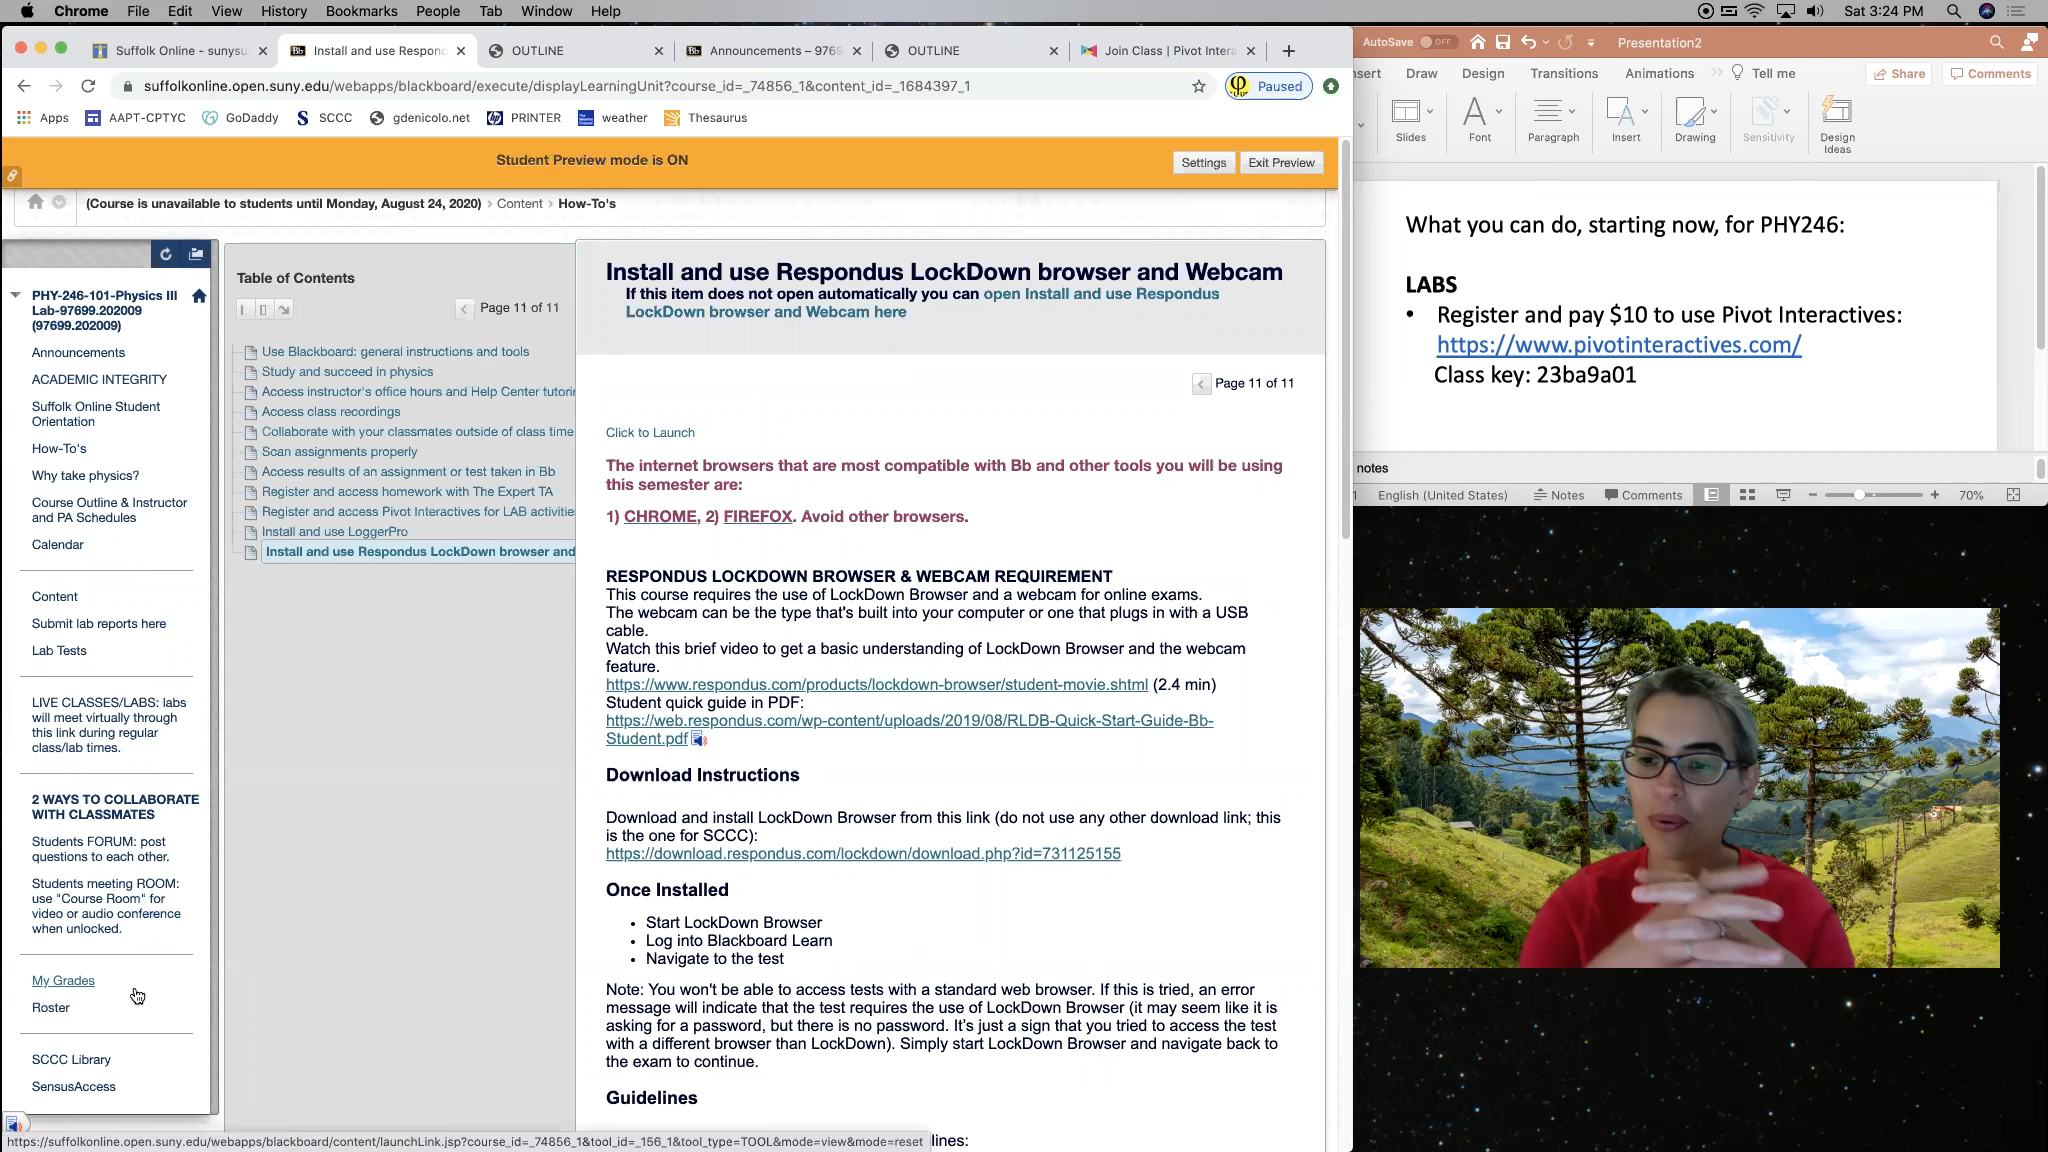 Chrome File Edit View History Bookmarks People Tab Window Help
Sat 3:24 PM
Suffolk Online - sunysu
Install and use Respon
OUTLINE
Announcements – 9769
OUTLINE
Join Class | Pivot Intera
suffolkonline.open.suny.edu/webapps/blackboard/execute/displayLearningUnit?course_id=_74856_1&content_id=_1684397_1
Paused
Apps AAPT-CPTYC GoDaddy SCCC gdenicolo.net PRINTER weather Thesaurus
Student Preview mode is ON
Settings Exit Preview
(Course is unavailable to students until Monday, August 24, 2020) > Content > How-To's
PHY-246-101-Physics III
Lab-97699.202009
(97699.202009)
Announcements
ACADEMIC INTEGRITY
Suffolk Online Student
Orientation
How-To's
Why take physics?
Course Outline & Instructor
and PA Schedules
Calendar
Content
Submit lab reports here
Lab Tests
LIVE CLASSES/LABS: labs
will meet virtually through
this link during regular
class/lab times.
2 WAYS TO COLLABORATE
WITH CLASSMATES
Students FORUM: post
questions to each other.
Students meeting ROOM:
use "Course Room" for
video or audio conference
when unlocked.
My Grades
Roster
SCCC Library
SensusAccess
Table of Contents
Page 11 of 11
Use Blackboard: general instructions and tools
Study and succeed in physics
Access instructor's office hours and Help Center tutorin
Access class recordings
Collaborate with your classmates outside of class time
Scan assignments properly
Access results of an assignment or test taken in Bb
Register and access homework with The Expert TA
Register and access Pivot Interactives for LAB activitie
Install and use LoggerPro
Install and use Respondus LockDown browser and
Install and use Respondus LockDown browser and Webcam
If this item does not open automatically you can open Install and use Respondus
LockDown browser and Webcam here
Page 11 of 11
Click to Launch
The internet browsers that are most compatible with Bb and other tools you will be using
this semester are:
1) CHROME, 2) FIREFOX. Avoid other browsers.
RESPONDUS LOCKDOWN BROWSER & WEBCAM REQUIREMENT
This course requires the use of LockDown Browser and a webcam for online exams.
The webcam can be the type that's built into your computer or one that plugs in with a USB
cable.
Watch this brief video to get a basic understanding of LockDown Browser and the webcam
feature.
https://www.respondus.com/products/lockdown-browser/student-movie.shtml (2.4 min)
Student quick guide in PDF:
https://web.respondus.com/wp-content/uploads/2019/08/RLDB-Quick-Start-Guide-Bb-
Student.pdf
Download Instructions
Download and install LockDown Browser from this link (do not use any other download link; this
is the one for SCCC):
https://download.respondus.com/lockdown/download.php?id=731125155
Once Installed
• Start LockDown Browser
• Log into Blackboard Learn
• Navigate to the test
Note: You won't be able to access tests with a standard web browser. If this is tried, an error
message will indicate that the test requires the use of LockDown Browser (it may seem like it is
asking for a password, but there is no password. It's just a sign that you tried to access the test
with a different browser than LockDown). Simply start LockDown Browser and navigate back to
the exam to continue.
Guidelines
lines:
https://suffolkonline.open.suny.edu/webapps/blackboard/content/launchLink.jsp?course_id=_74856_1&tool_id=_156_1&tool_type=TOOL&mode=view&mode=reset
AutoSave OFF Presentation2
nsert Draw Design Transitions Animations Tell me Share Comments
Slides Font Paragraph Insert Drawing Sensitivity Design
Ideas
What you can do, starting now, for PHY246:
LABS
• Register and pay $10 to use Pivot Interactives:
https://www.pivotinteractives.com/
Class key: 23ba9a01
notes
1 English (United States) Notes Comments 70%